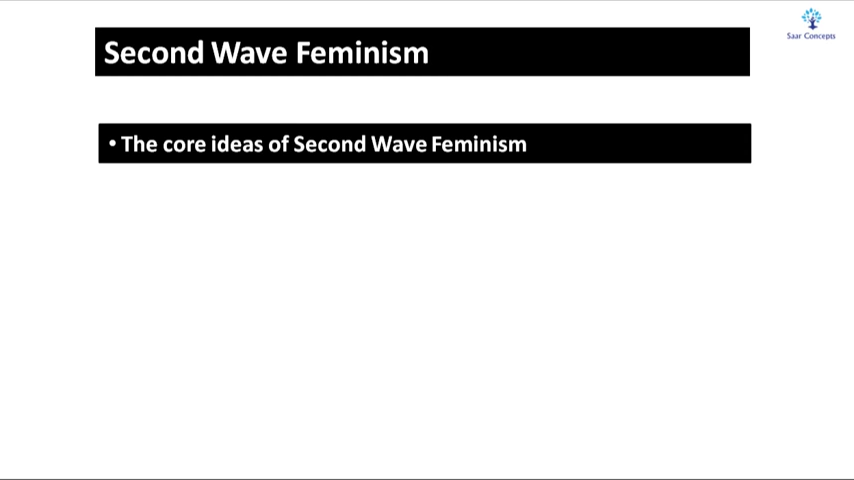 Saar Concepts
Second Wave Feminism
• The core ideas of Second Wave Feminism